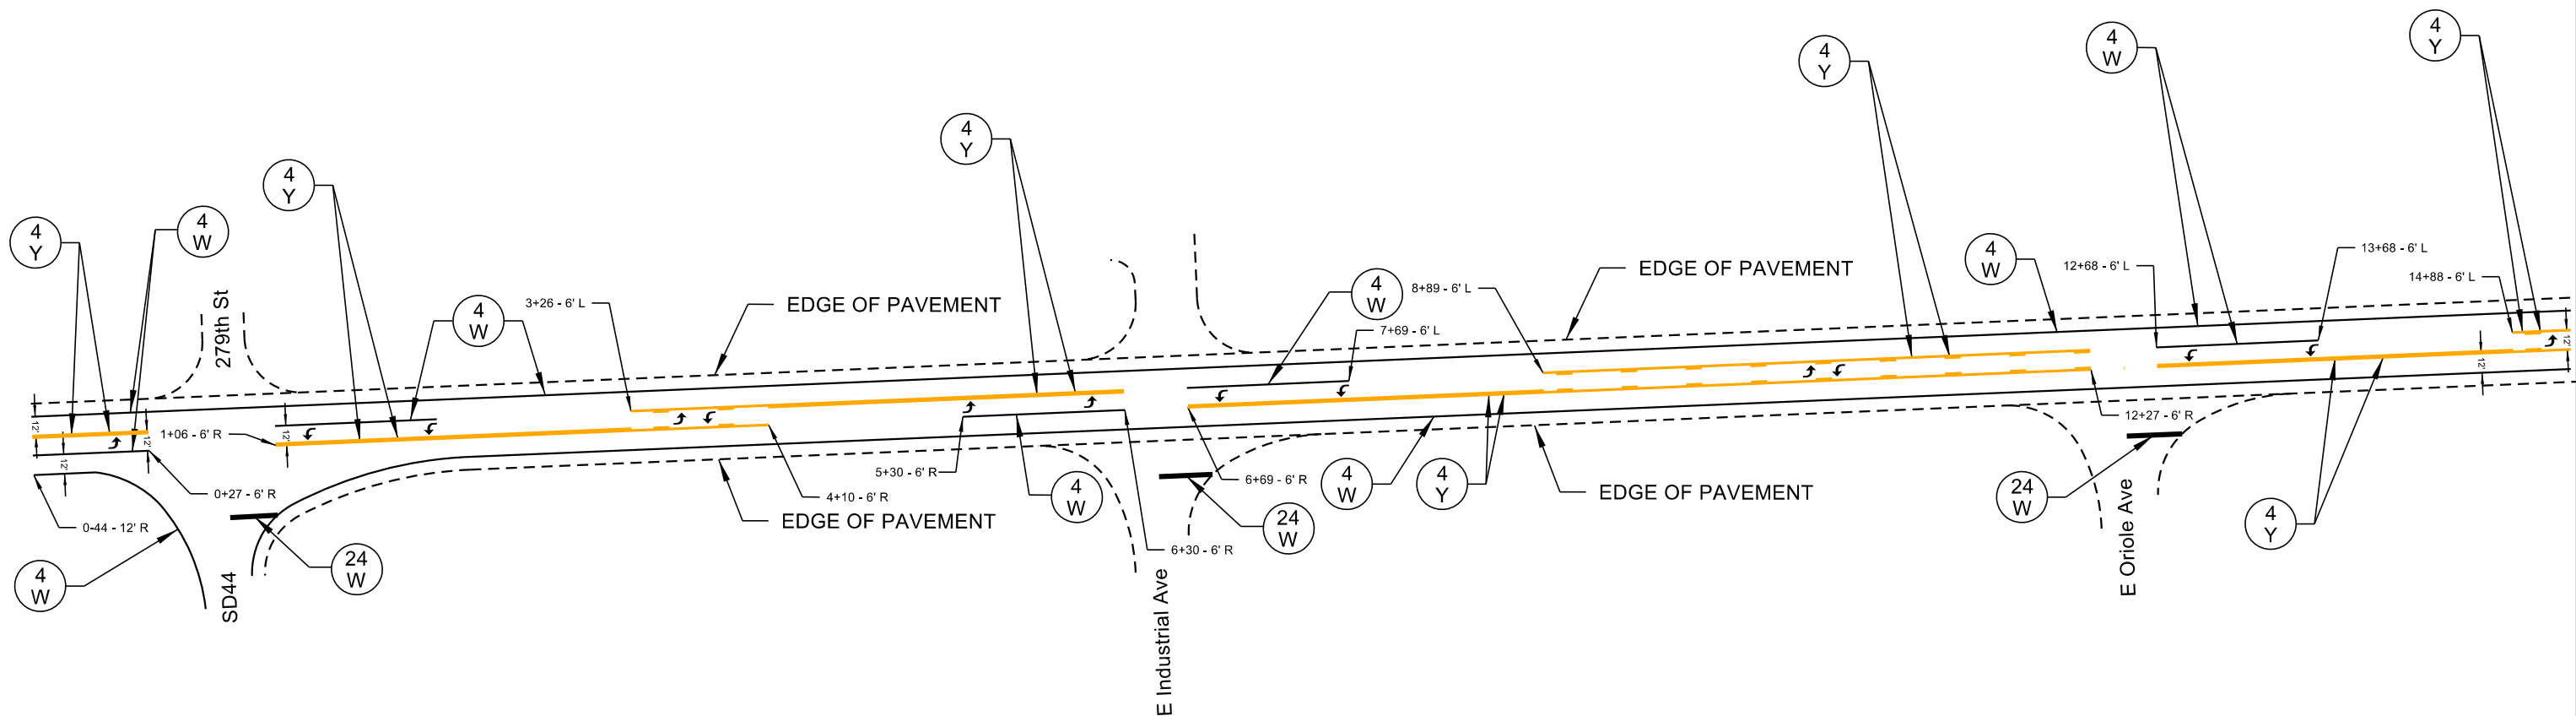 4
Y
4
W
4
Y
4
W
4
Y
4
W
4
Y
4
W
4
W
4
Y
279th St
3+26 - 6' L
EDGE OF PAVEMENT
8+89 - 6' L
EDGE OF PAVEMENT
12+68 - 6' L
13+68 - 6' L
14+88 - 6' L
7+69 - 6' L
12'
12'
12'
12'
12'
12'
1+06 - 6' R
0+27 - 6' R
0-44 - 12' R
4+10 - 6' R
5+30 - 6' R
6+30 - 6' R
6+69 - 6' R
12+27 - 6' R
EDGE OF PAVEMENT
EDGE OF PAVEMENT
4
W
SD44
24
W
4
W
E Industrial Ave
24
W
4
W
4
Y
24
W
E Oriole Ave
4
Y